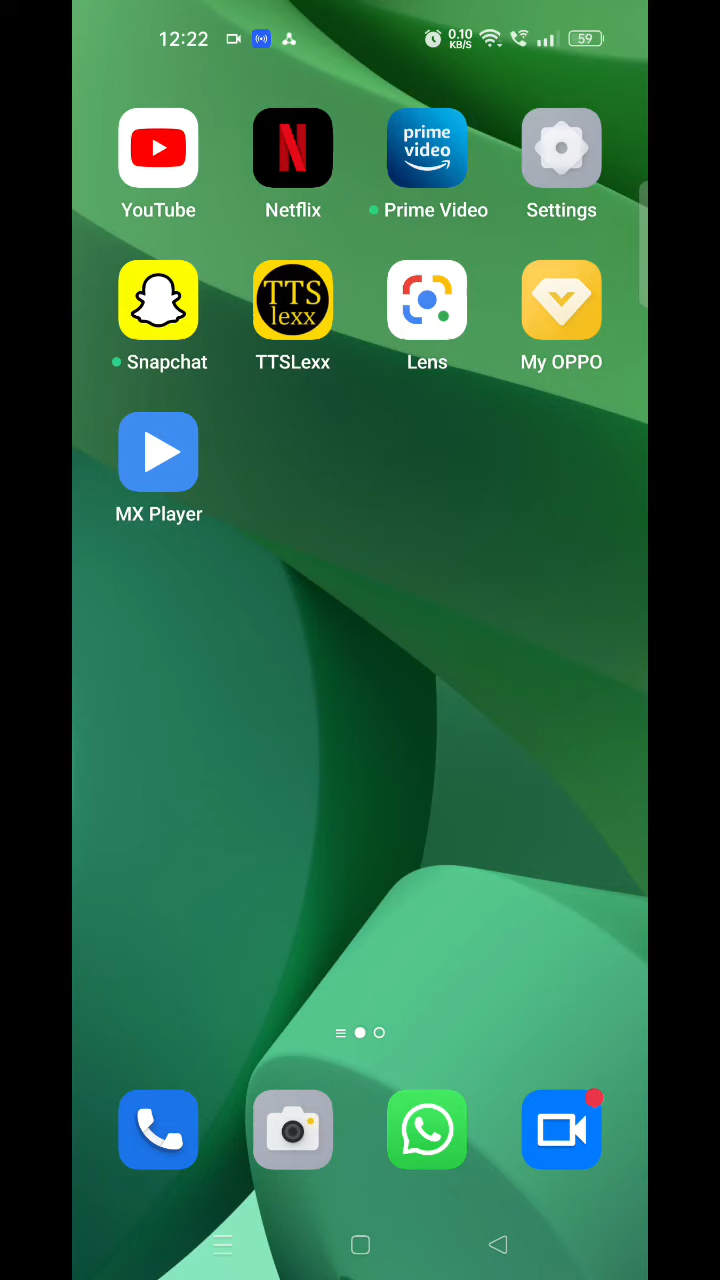 12:22
0.10
KB/S
59
prime
video
YouTube
Netflix
Prime Video
Settings
TTS
lexx
Snapchat
TTSLexx
Lens
My OPPO
MX Player